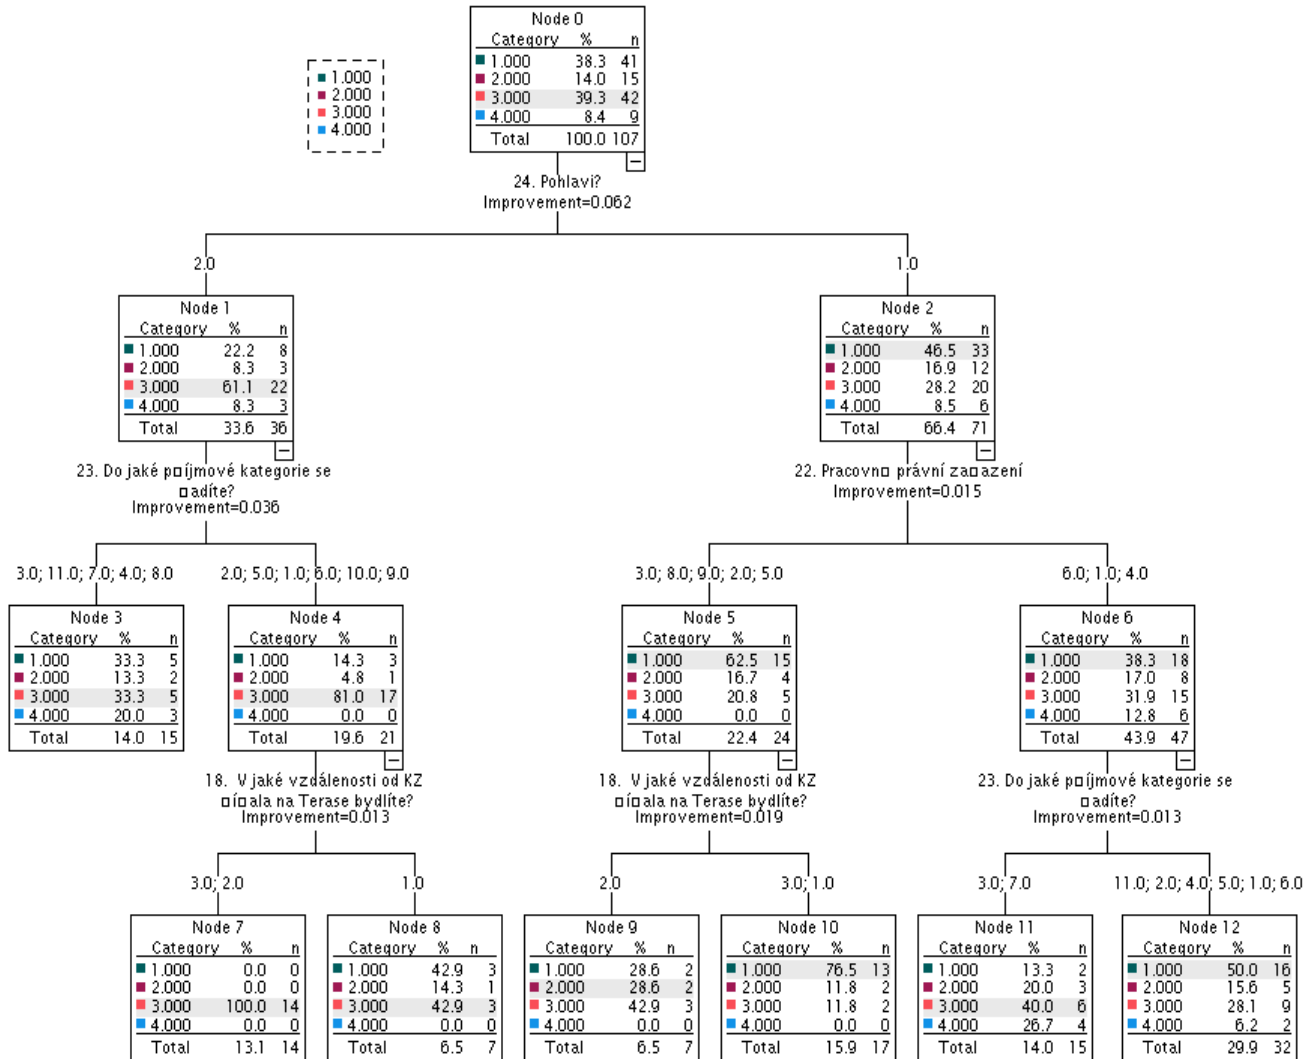 Node 0
Category % n
1.000 38.3 41
2.000 14.0 15
3.000 39.3 42
4.000 8.4 9
Total 100.0 107
1.000
2.000
3.000
4.000
24. Pohlavi?
Improvement=0.062
2.0
1.0
Node 1
Category % n
1.000 22.2 8
2.000 8.3 3
3.000 61.1 22
4.000 8.3 3
Total 33.6 36
Node 2
Category % n
1.000 46.5 33
2.000 16.9 12
3.000 28.2 20
4.000 8.5 6
Total 66.4 71
23. Do jaké p□íjmové kategorie se
□adíte?
Improvement=0.036
22. Pracovn□ právní za□azení
Improvement=0.015
3.0; 11.0; 7.0; 4.0; 8.0
2.0; 5.0; 1.0; 6.0; 10.0; 9.0
3.0; 8.0; 9.0; 2.0; 5.0
6.0; 1.0; 4.0
Node 3
Category % n
1.000 33.3 5
2.000 13.3 2
3.000 33.3 5
4.000 20.0 3
Total 14.0 15
Node 4
Category % n
1.000 14.3 3
2.000 4.8 1
3.000 81.0 17
4.000 0.0 0
Total 19.6 21
Node 5
Category % n
1.000 62.5 15
2.000 16.7 4
3.000 20.8 5
4.000 0.0 0
Total 22.4 24
Node 6
Category % n
1.000 38.3 18
2.000 17.0 8
3.000 31.9 15
4.000 12.8 6
Total 43.9 47
18. V jaké vzdálenosti od KZ
□í□ala na Terase bydlíte?
Improvement=0.013
18. V jaké vzdálenosti od KZ
□í□ala na Terase bydlíte?
Improvement=0.019
23. Do jaké p□íjmové kategorie se
□adíte?
Improvement=0.013
3.0; 2.0
1.0
2.0
3.0; 1.0
3.0; 7.0
11.0; 2.0; 4.0; 5.0; 1.0; 6.0
Node 7
Category % n
1.000 0.0 0
2.000 0.0 0
3.000 100.0 14
4.000 0.0 0
Total 13.1 14
Node 8
Category % n
1.000 42.9 3
2.000 14.3 1
3.000 42.9 3
4.000 0.0 0
Total 6.5 7
Node 9
Category % n
1.000 28.6 2
2.000 28.6 2
3.000 42.9 3
4.000 0.0 0
Total 6.5 7
Node 10
Category % n
1.000 76.5 13
2.000 11.8 2
3.000 11.8 2
4.000 0.0 0
Total 15.9 17
Node 11
Category % n
1.000 13.3 2
2.000 20.0 3
3.000 40.0 6
4.000 26.7 4
Total 14.0 15
Node 12
Category % n
1.000 50.0 16
2.000 15.6 5
3.000 28.1 9
4.000 6.2 2
Total 29.9 32